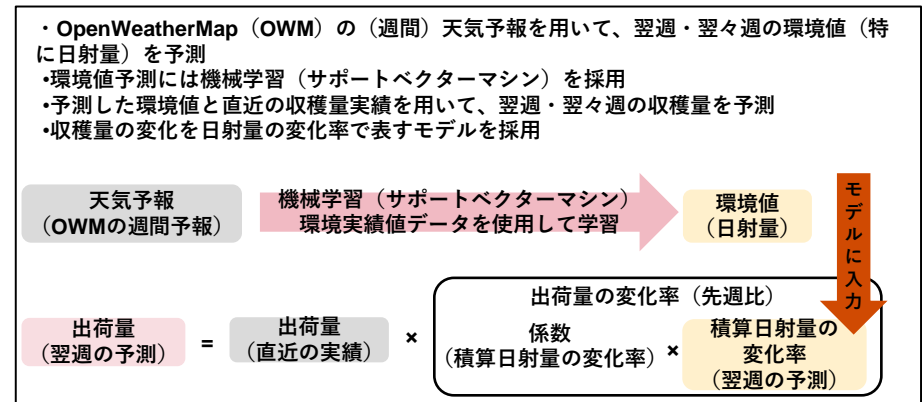 ・OpenWeatherMap（OWM）の（週間）天気予報を用いて、翌週・翌々週の環境値（特
に日射量）を予測
•環境値予測には機械学習（サポートベクターマシン）を採用
•予測した環境値と直近の収穫量実績を用いて、翌週・翌々週の収穫量を予測
•収穫量の変化を日射量の変化率で表すモデルを採用
天気予報
（OWMの週間予報）
機械学習（サポートベクターマシン）
環境実績値データを使用して学習
環境値
（日射量）
モデルに入力
出荷量
（翌週の予測）
=
出荷量
（直近の実績）
×
出荷量の変化率（先週比）
係数
（積算日射量の変化率）
×
積算日射量の
変化率
（翌週の予測）